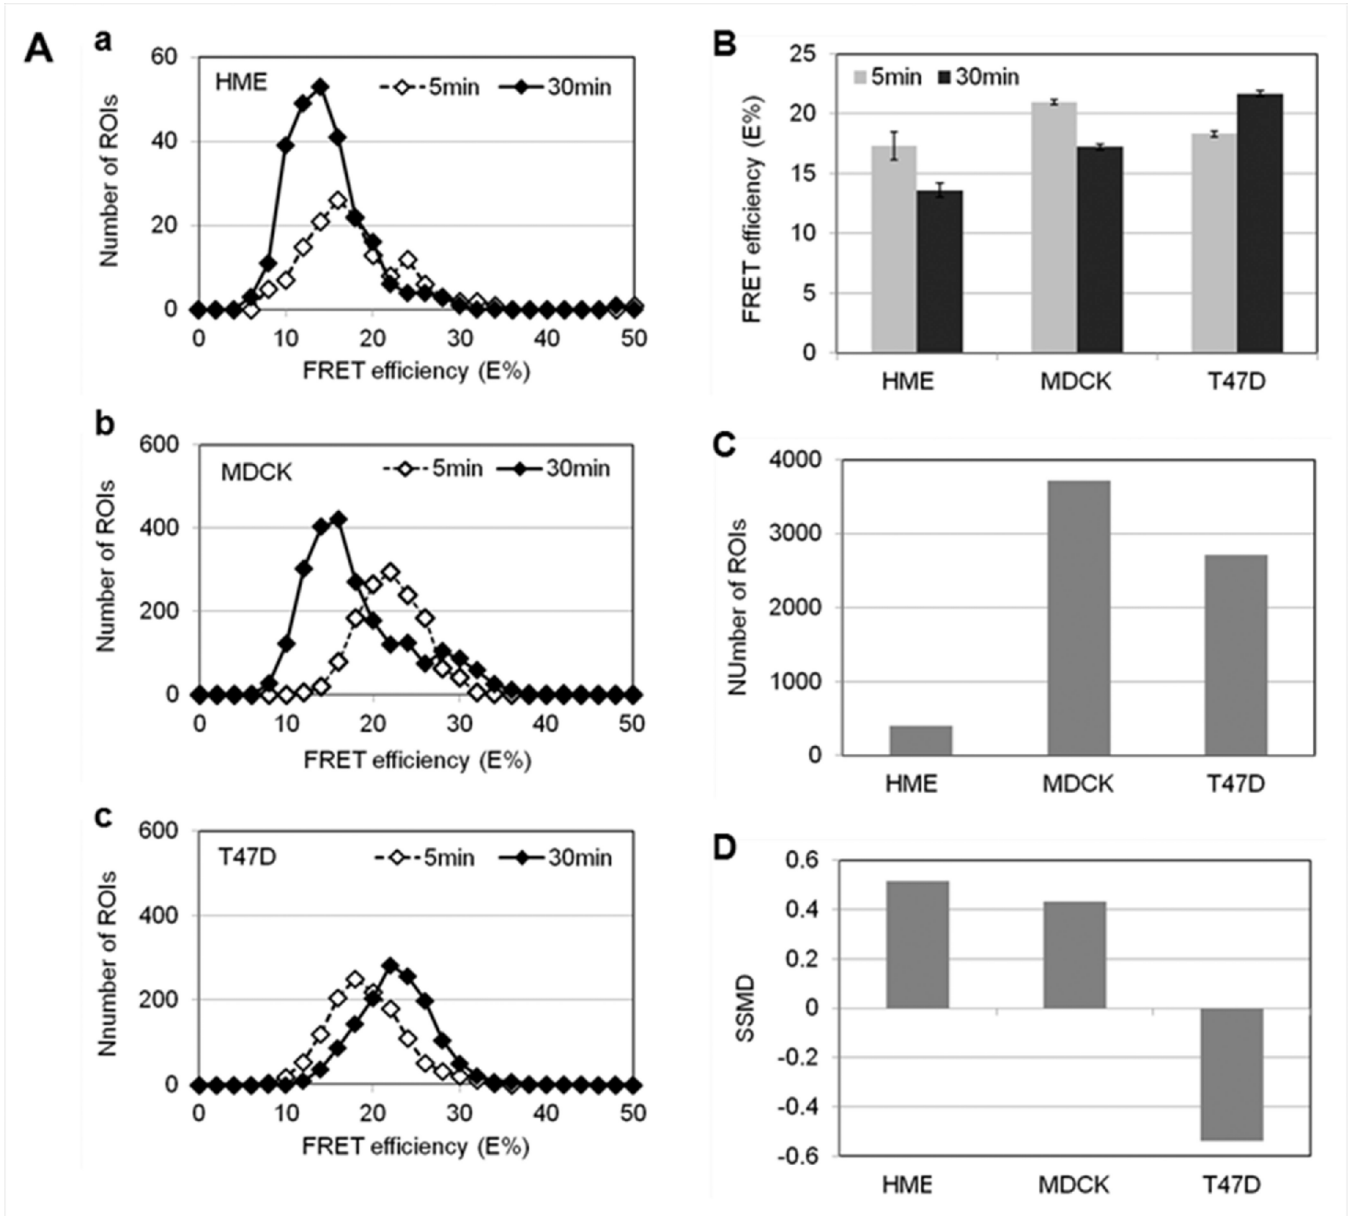 A
a
60
40
20
0
Number of ROIs
HME
5min
30min
0 10 20 30 40 50
FRET efficiency (E%)
b
600
400
200
0
Number of ROIs
MDCK
5min
30min
0 10 20 30 40 50
FRET efficiency (E%)
c
600
400
200
0
Nnumber of ROIs
T47D
5min
30min
0 10 20 30 40 50
FRET efficiency (E%)
B
25
20
15
10
5
0
FRET efficiency (E%)
5min
30min
HME MDCK T47D
C
4000
3000
2000
1000
0
NUmber of ROIs
HME MDCK T47D
D
0.6
0.4
0.2
0
-0.2
-0.4
-0.6
SSMD
HME MDCK T47D